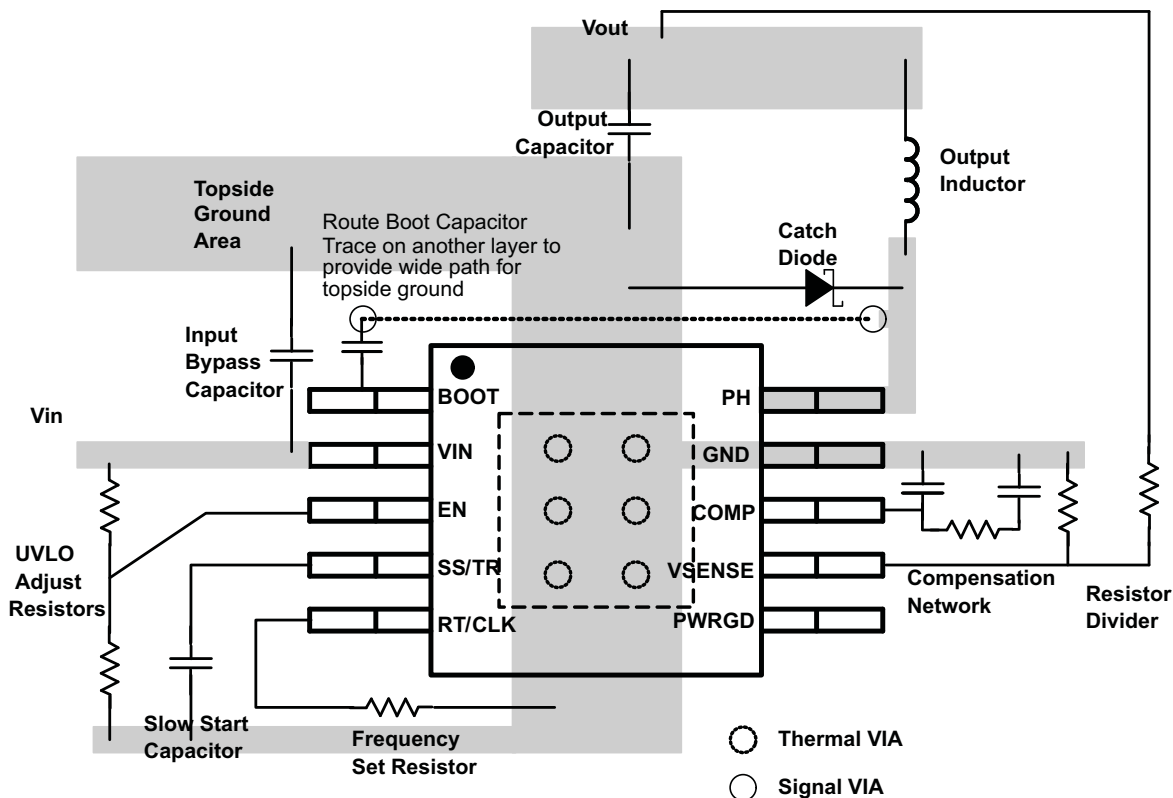 Vout
Output
Capacitor
Output
Inductor
Topside
Ground
Area
Route Boot Capacitor
Trace on another layer to
provide wide path for
topside ground
Catch
Diode
Input
Bypass
Capacitor
Vin
BOOT
VIN
EN
SS/TR
RT/CLK
PH
GND
COMP
VSENSE
PWRGD
UVLO
Adjust
Resistors
Compensation
Network
Resistor
Divider
Slow Start
Capacitor
Frequency
Set Resistor
Thermal VIA
Signal VIA